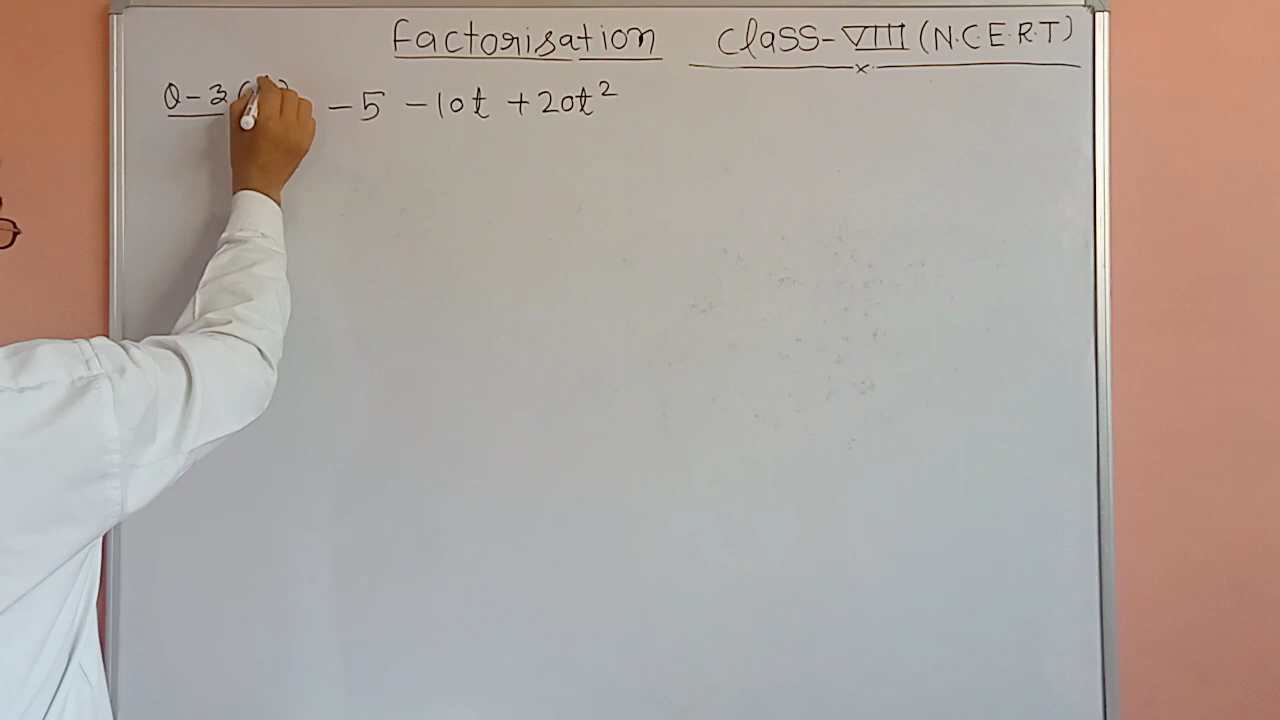 Factorisation Class-VIII (N.C.E.R.T)
Q-3 -5 -10t +20t²